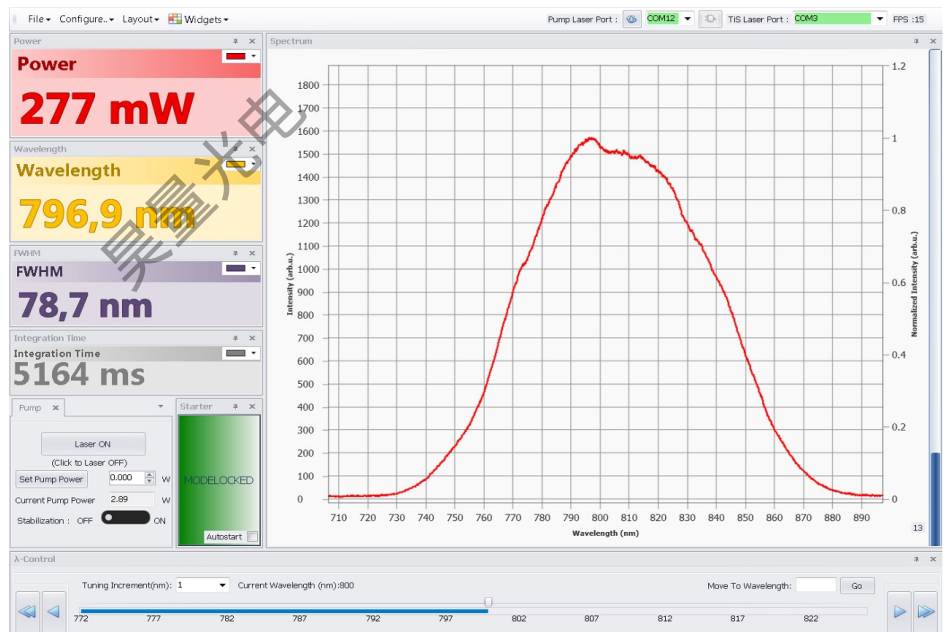 File Configure.. Layout Widgets Pump Laser Port : COM12 TiS Laser Port : COM3 FPS :15
Power
Power
277 mW
Wavelength
Wavelength
796,9 nm
FWHM
FWHM
78,7 nm
Integration Time
Integration Time
5164 ms
Pump
Laser ON
(Click to Laser OFF)
Set Pump Power 0.000 W
Current Pump Power 2.89 W
Stabilization : OFF ON
Starter
MODELOCKED
Autostart
Spectrum
1800
1700
1600
1500
1400
1300
1200
1100
1000
900
800
700
600
500
400
300
200
100
0
Intensity (arb.u.)
1.2
1
0.8
0.6
0.4
0.2
0
Normalized Intensity (arb.u.)
710 720 730 740 750 760 770 780 790 800 810 820 830 840 850 860 870 880 890
Wavelength (nm)
13
λ-Control
Tuning Increment(nm): 1 Current Wavelength (nm):800 Move To Wavelength: Go
772 777 782 787 792 797 802 807 812 817 822
昊量光电